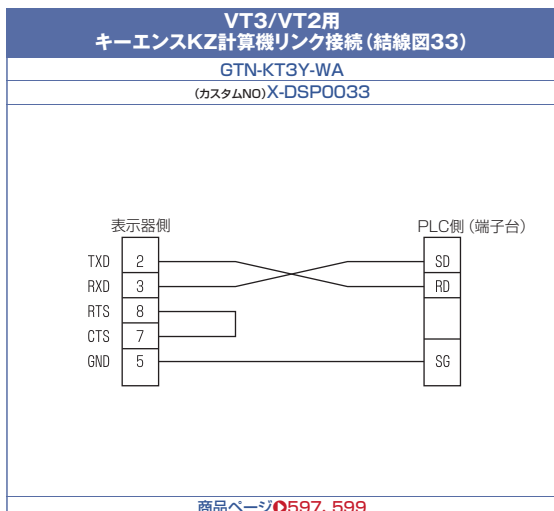 VT3/VT2用
キーエンスKZ計算機リンク接続(結線図33)
GTN-KT3Y-WA
(カスタムNO)X-DSP0033
表示器側
PLC側(端子台)
TXD 2 SD
RXD 3 RD
RTS 8
CTS 7
GND 5 SG
商品ページ 597、599